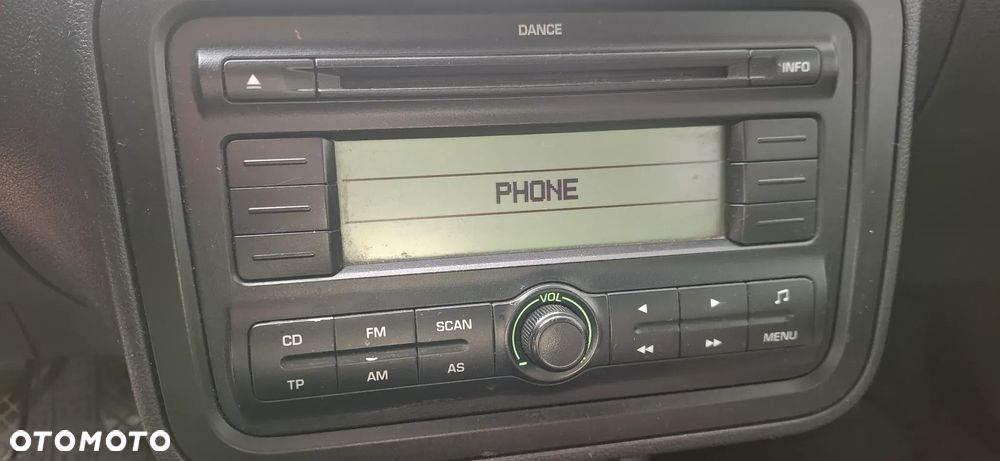 DANCE
INFO
PHONE
VOL
CD FM SCAN
TP AM AS
MENU
OTOMOTO